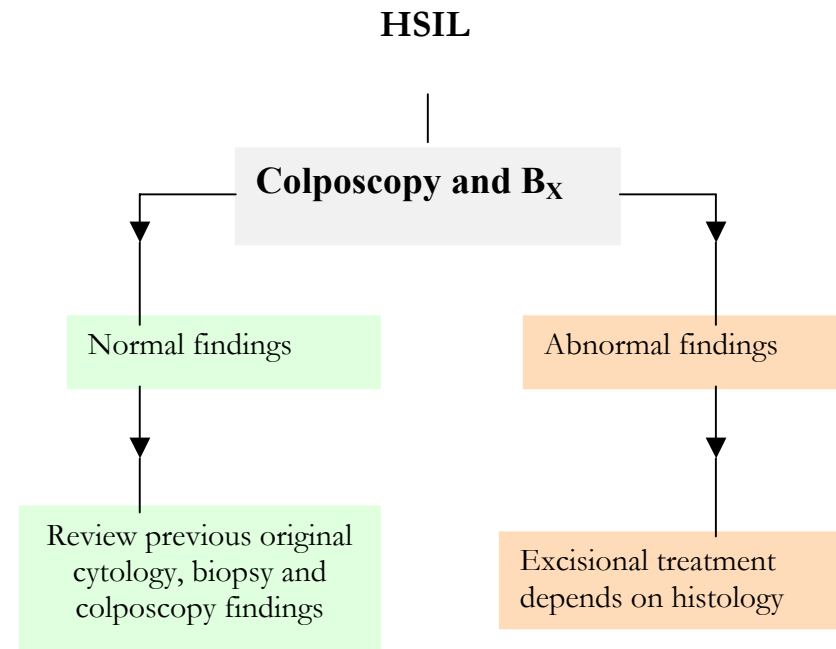 HSIL
Colposcopy and BX
Normal findings
Abnormal findings
Review previous original
cytology, biopsy and
colposcopy findings
Excisional treatment
depends on histology